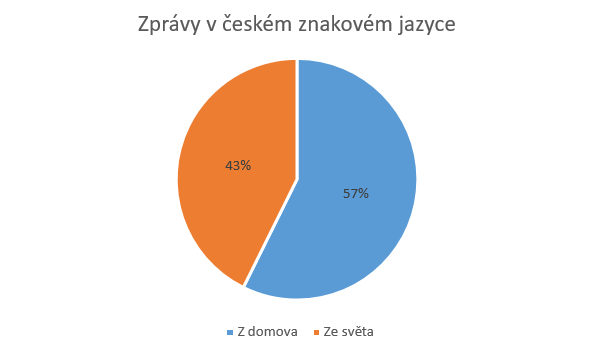 Zprávy v českém znakovém jazyce
43%
57%
Z domova Ze světa